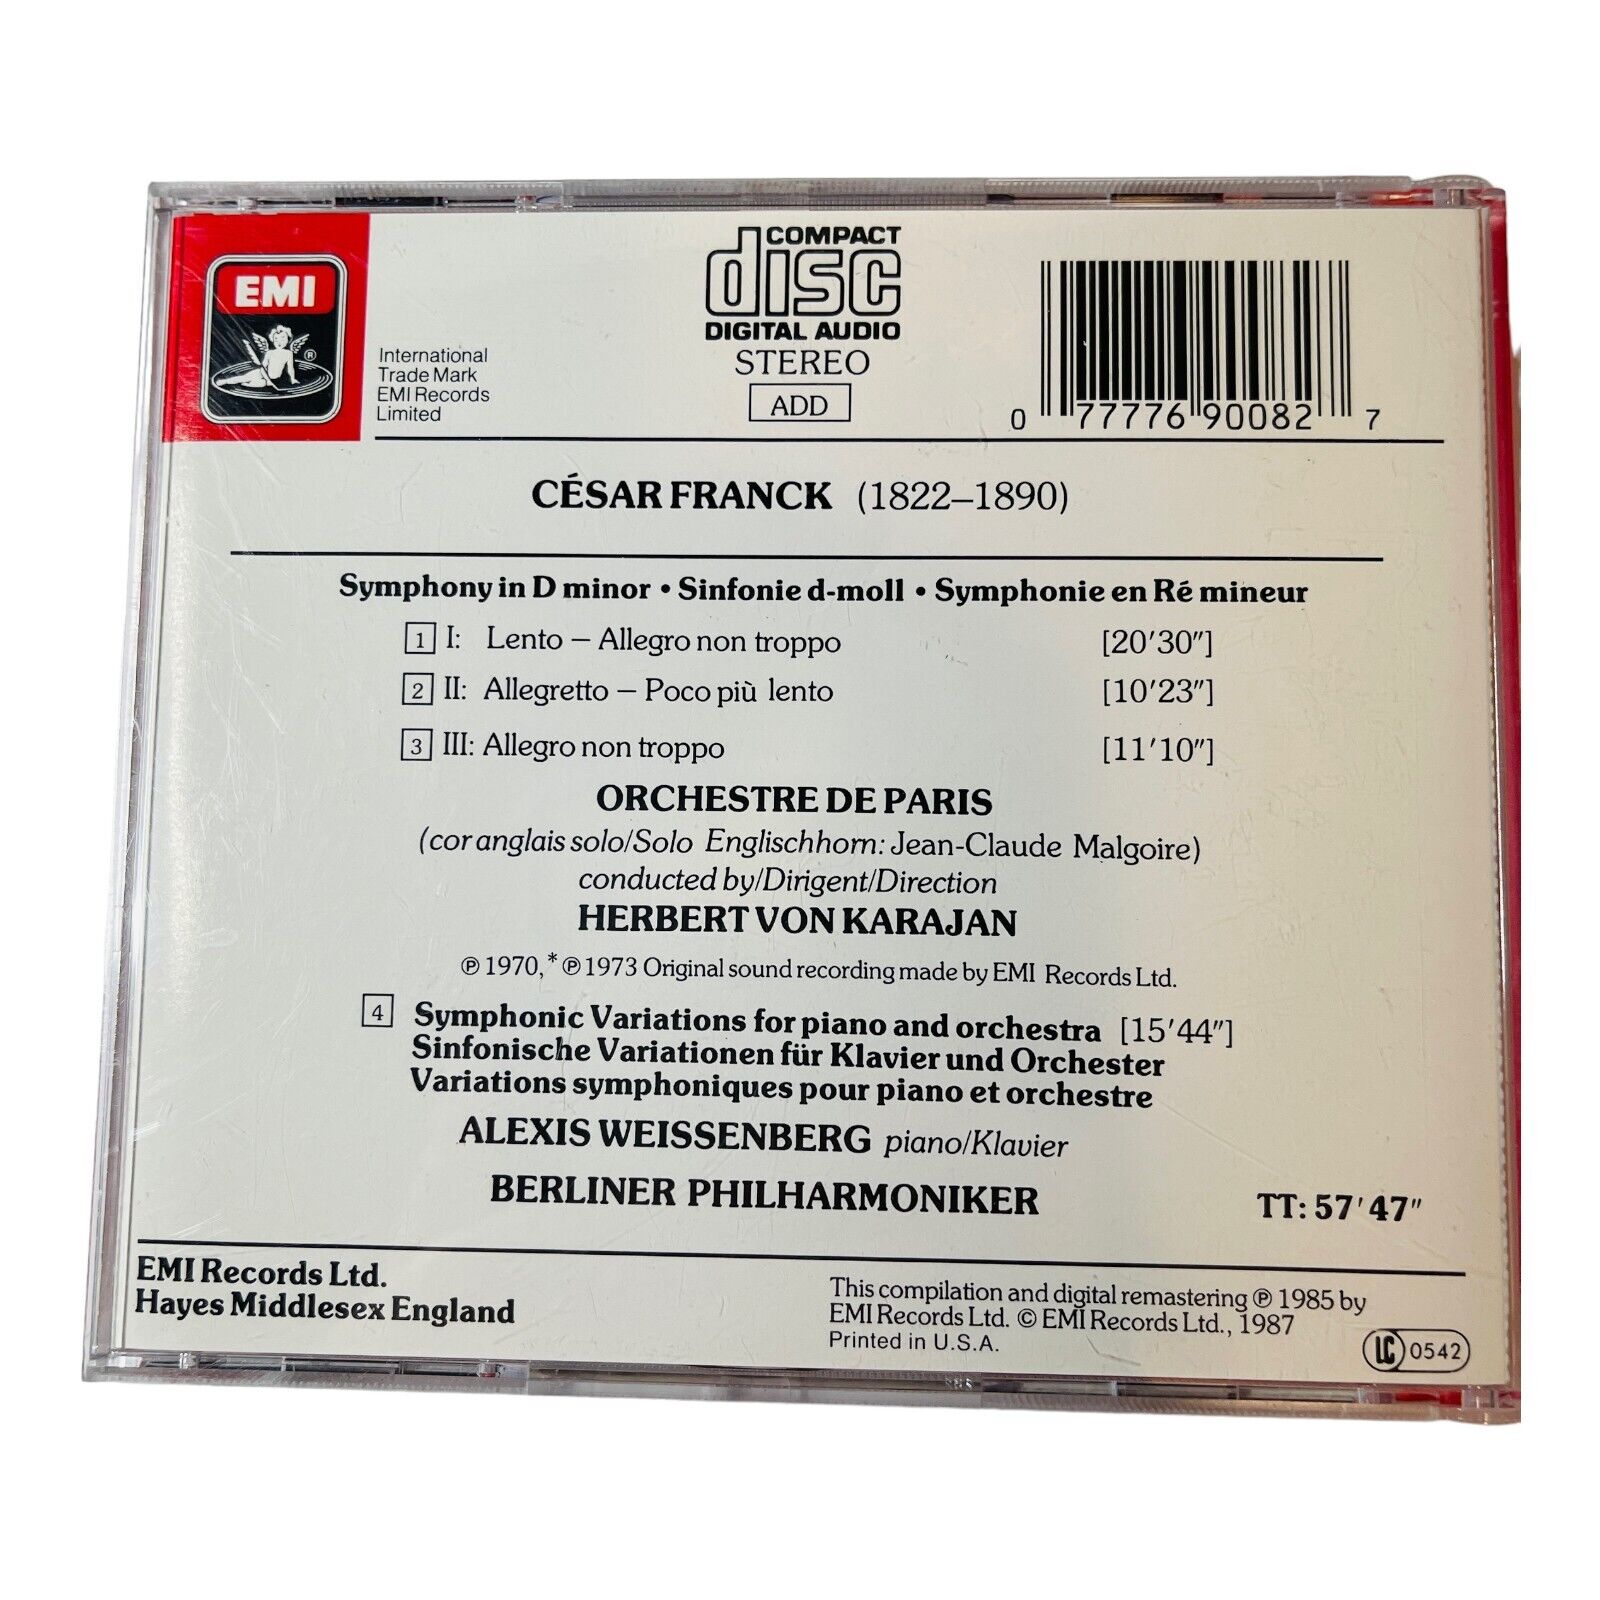 EMI
®
International
Trade Mark
EMI Records
Limited
COMPACT
disc
DIGITAL AUDIO
STEREO
ADD
0 77776 90082 7
CÉSAR FRANCK (1822–1890)
Symphony in D minor • Sinfonie d-moll • Symphonie en Ré mineur
1 I: Lento – Allegro non troppo [20'30"]
2 II: Allegretto – Poco più lento [10'23"]
3 III: Allegro non troppo [11'10"]
ORCHESTRE DE PARIS
(cor anglais solo/Solo Englischhorn: Jean-Claude Malgoire)
conducted by/Dirigent/Direction
HERBERT VON KARAJAN
℗ 1970,* ℗ 1973 Original sound recording made by EMI Records Ltd.
4 Symphonic Variations for piano and orchestra [15'44"]
Sinfonische Variationen für Klavier und Orchester
Variations symphoniques pour piano et orchestre
ALEXIS WEISSENBERG piano/Klavier
BERLINER PHILHARMONIKER TT: 57'47"
EMI Records Ltd.
Hayes Middlesex England
This compilation and digital remastering ℗ 1985 by
EMI Records Ltd. © EMI Records Ltd., 1987
Printed in U.S.A.
LC 0542